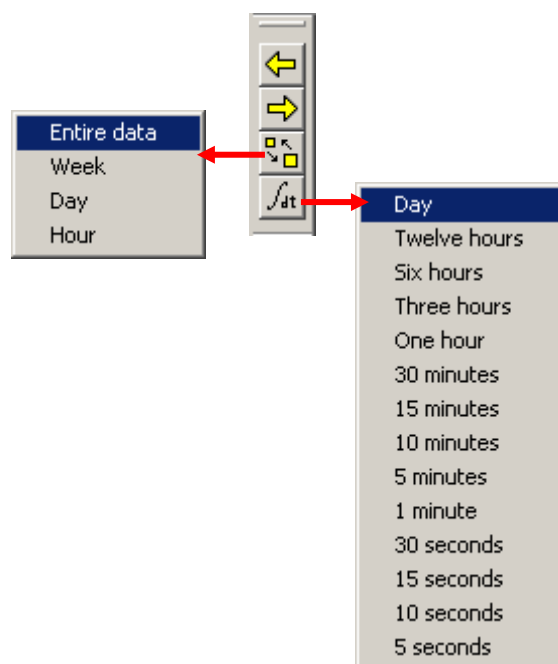 Entire data
Week
Day
Hour
∫dt
Day
Twelve hours
Six hours
Three hours
One hour
30 minutes
15 minutes
10 minutes
5 minutes
1 minute
30 seconds
15 seconds
10 seconds
5 seconds